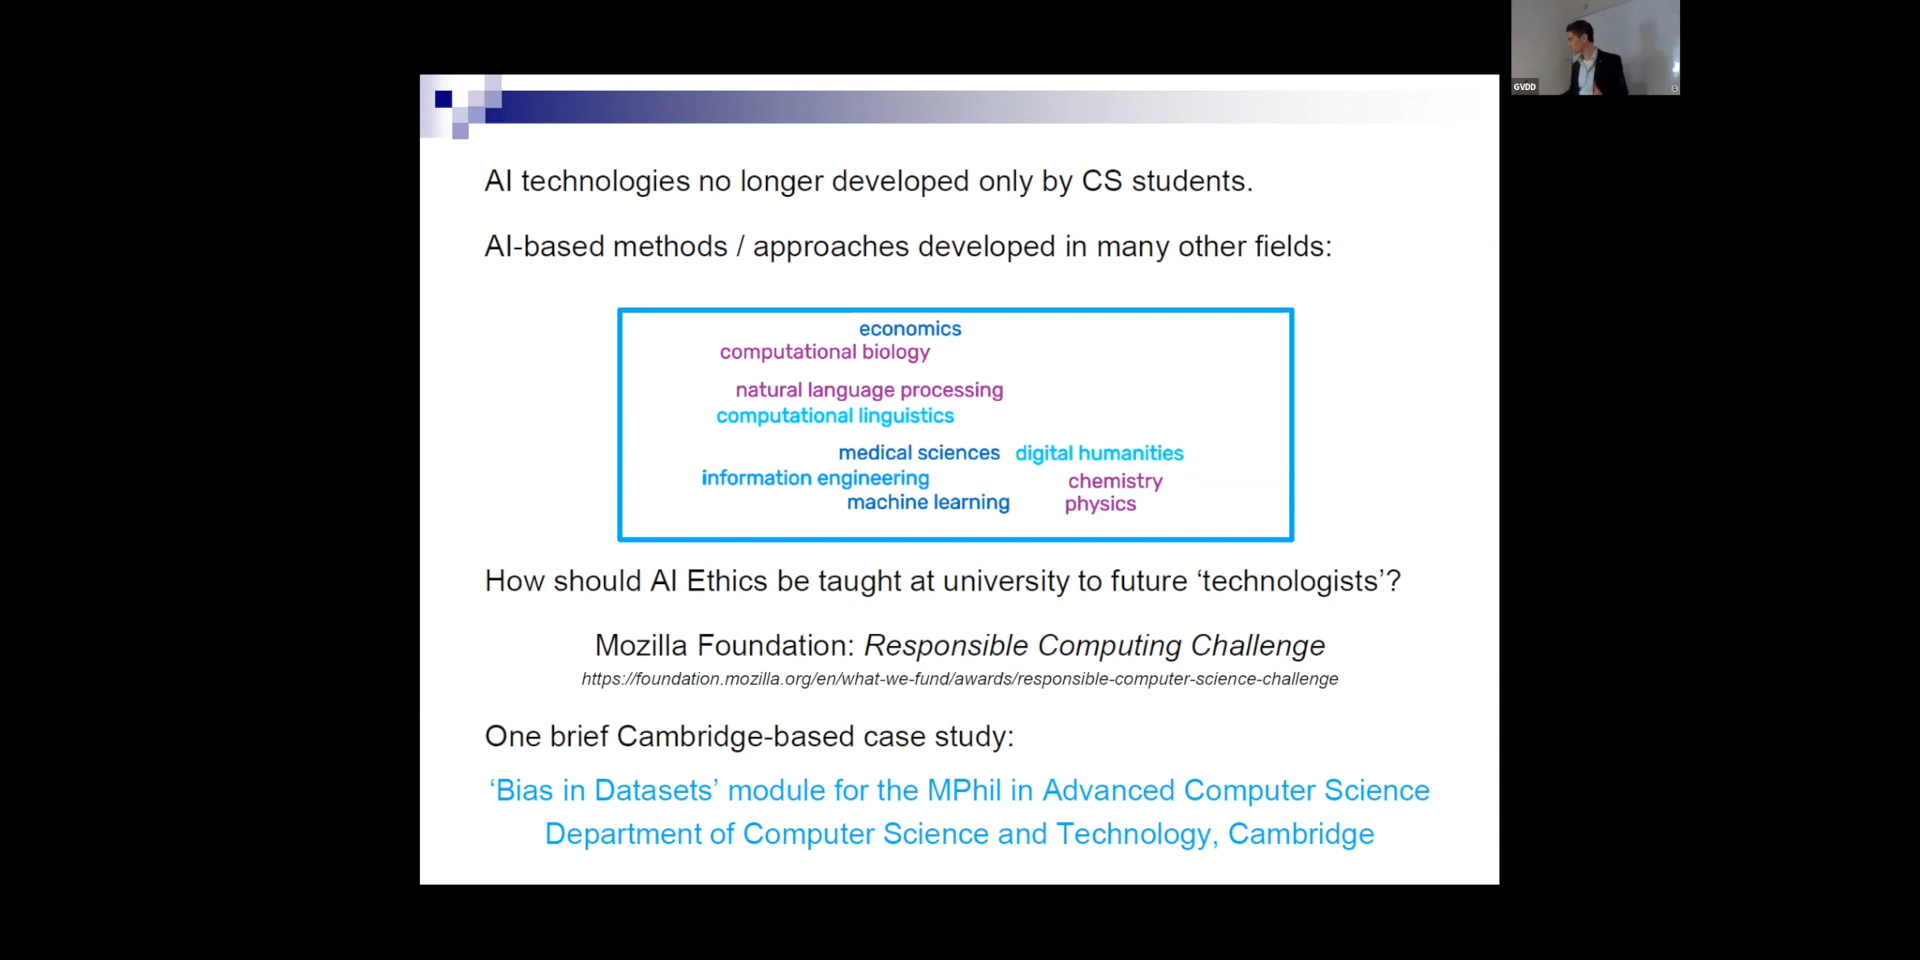 GVDD
AI technologies no longer developed only by CS students.
AI-based methods / approaches developed in many other fields:
economics
computational biology
natural language processing
computational linguistics
medical sciences digital humanities
information engineering chemistry
machine learning physics
How should AI Ethics be taught at university to future ‘technologists’?
Mozilla Foundation: Responsible Computing Challenge
https://foundation.mozilla.org/en/what-we-fund/awards/responsible-computer-science-challenge
One brief Cambridge-based case study:
‘Bias in Datasets’ module for the MPhil in Advanced Computer Science
Department of Computer Science and Technology, Cambridge